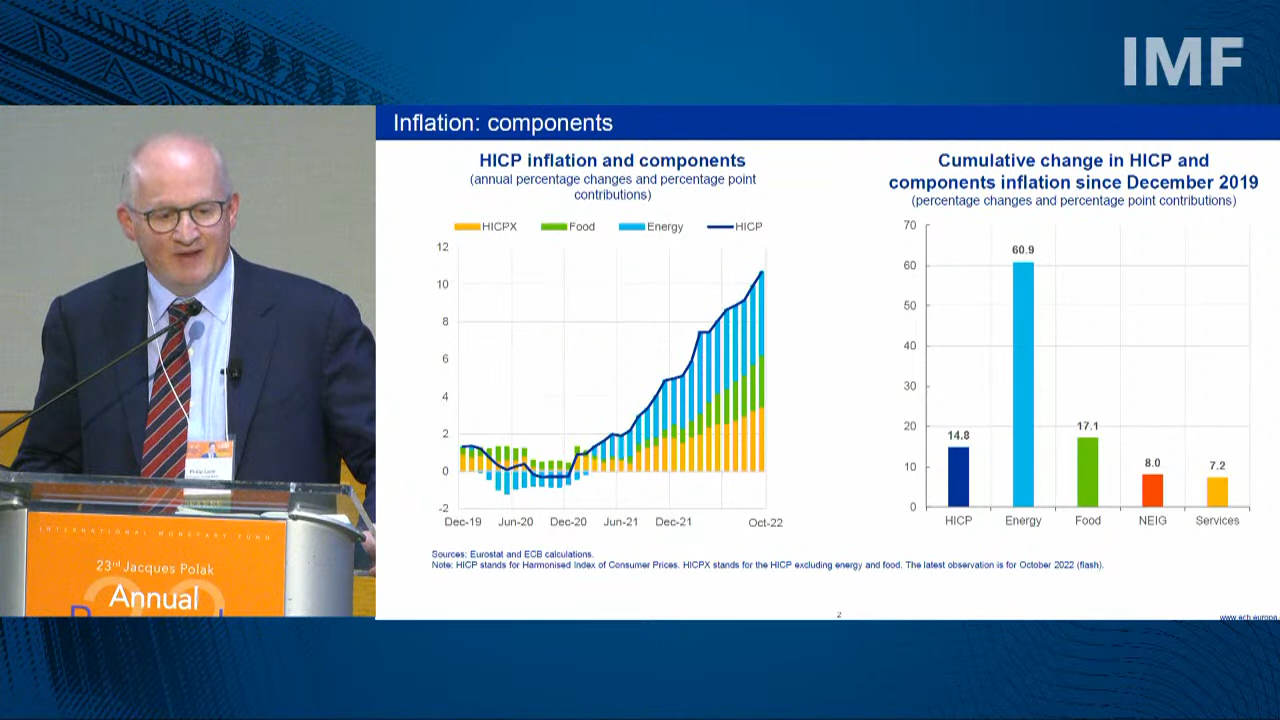 BA
IMF
Inflation: components
HICP inflation and components
(annual percentage changes and percentage point
contributions)
HICPX Food Energy HICP
12
10
8
6
4
2
0
-2
Dec-19 Jun-20 Dec-20 Jun-21 Dec-21 Oct-22
Cumulative change in HICP and
components inflation since December 2019
(percentage changes and percentage point contributions)
70
60
50
40
30
20
10
0
14.8
60.9
17.1
8.0
7.2
HICP Energy Food NEIG Services
Sources: Eurostat and ECB calculations.
Note: HICP stands for Harmonised Index of Consumer Prices. HICPX stands for the HICP excluding energy and food. The latest observation is for October 2022 (flash).
2
www.ecb.europa
Philip Lane
INTERNATIONAL MONETARY FUND
23rd Jacques Polak
Annual